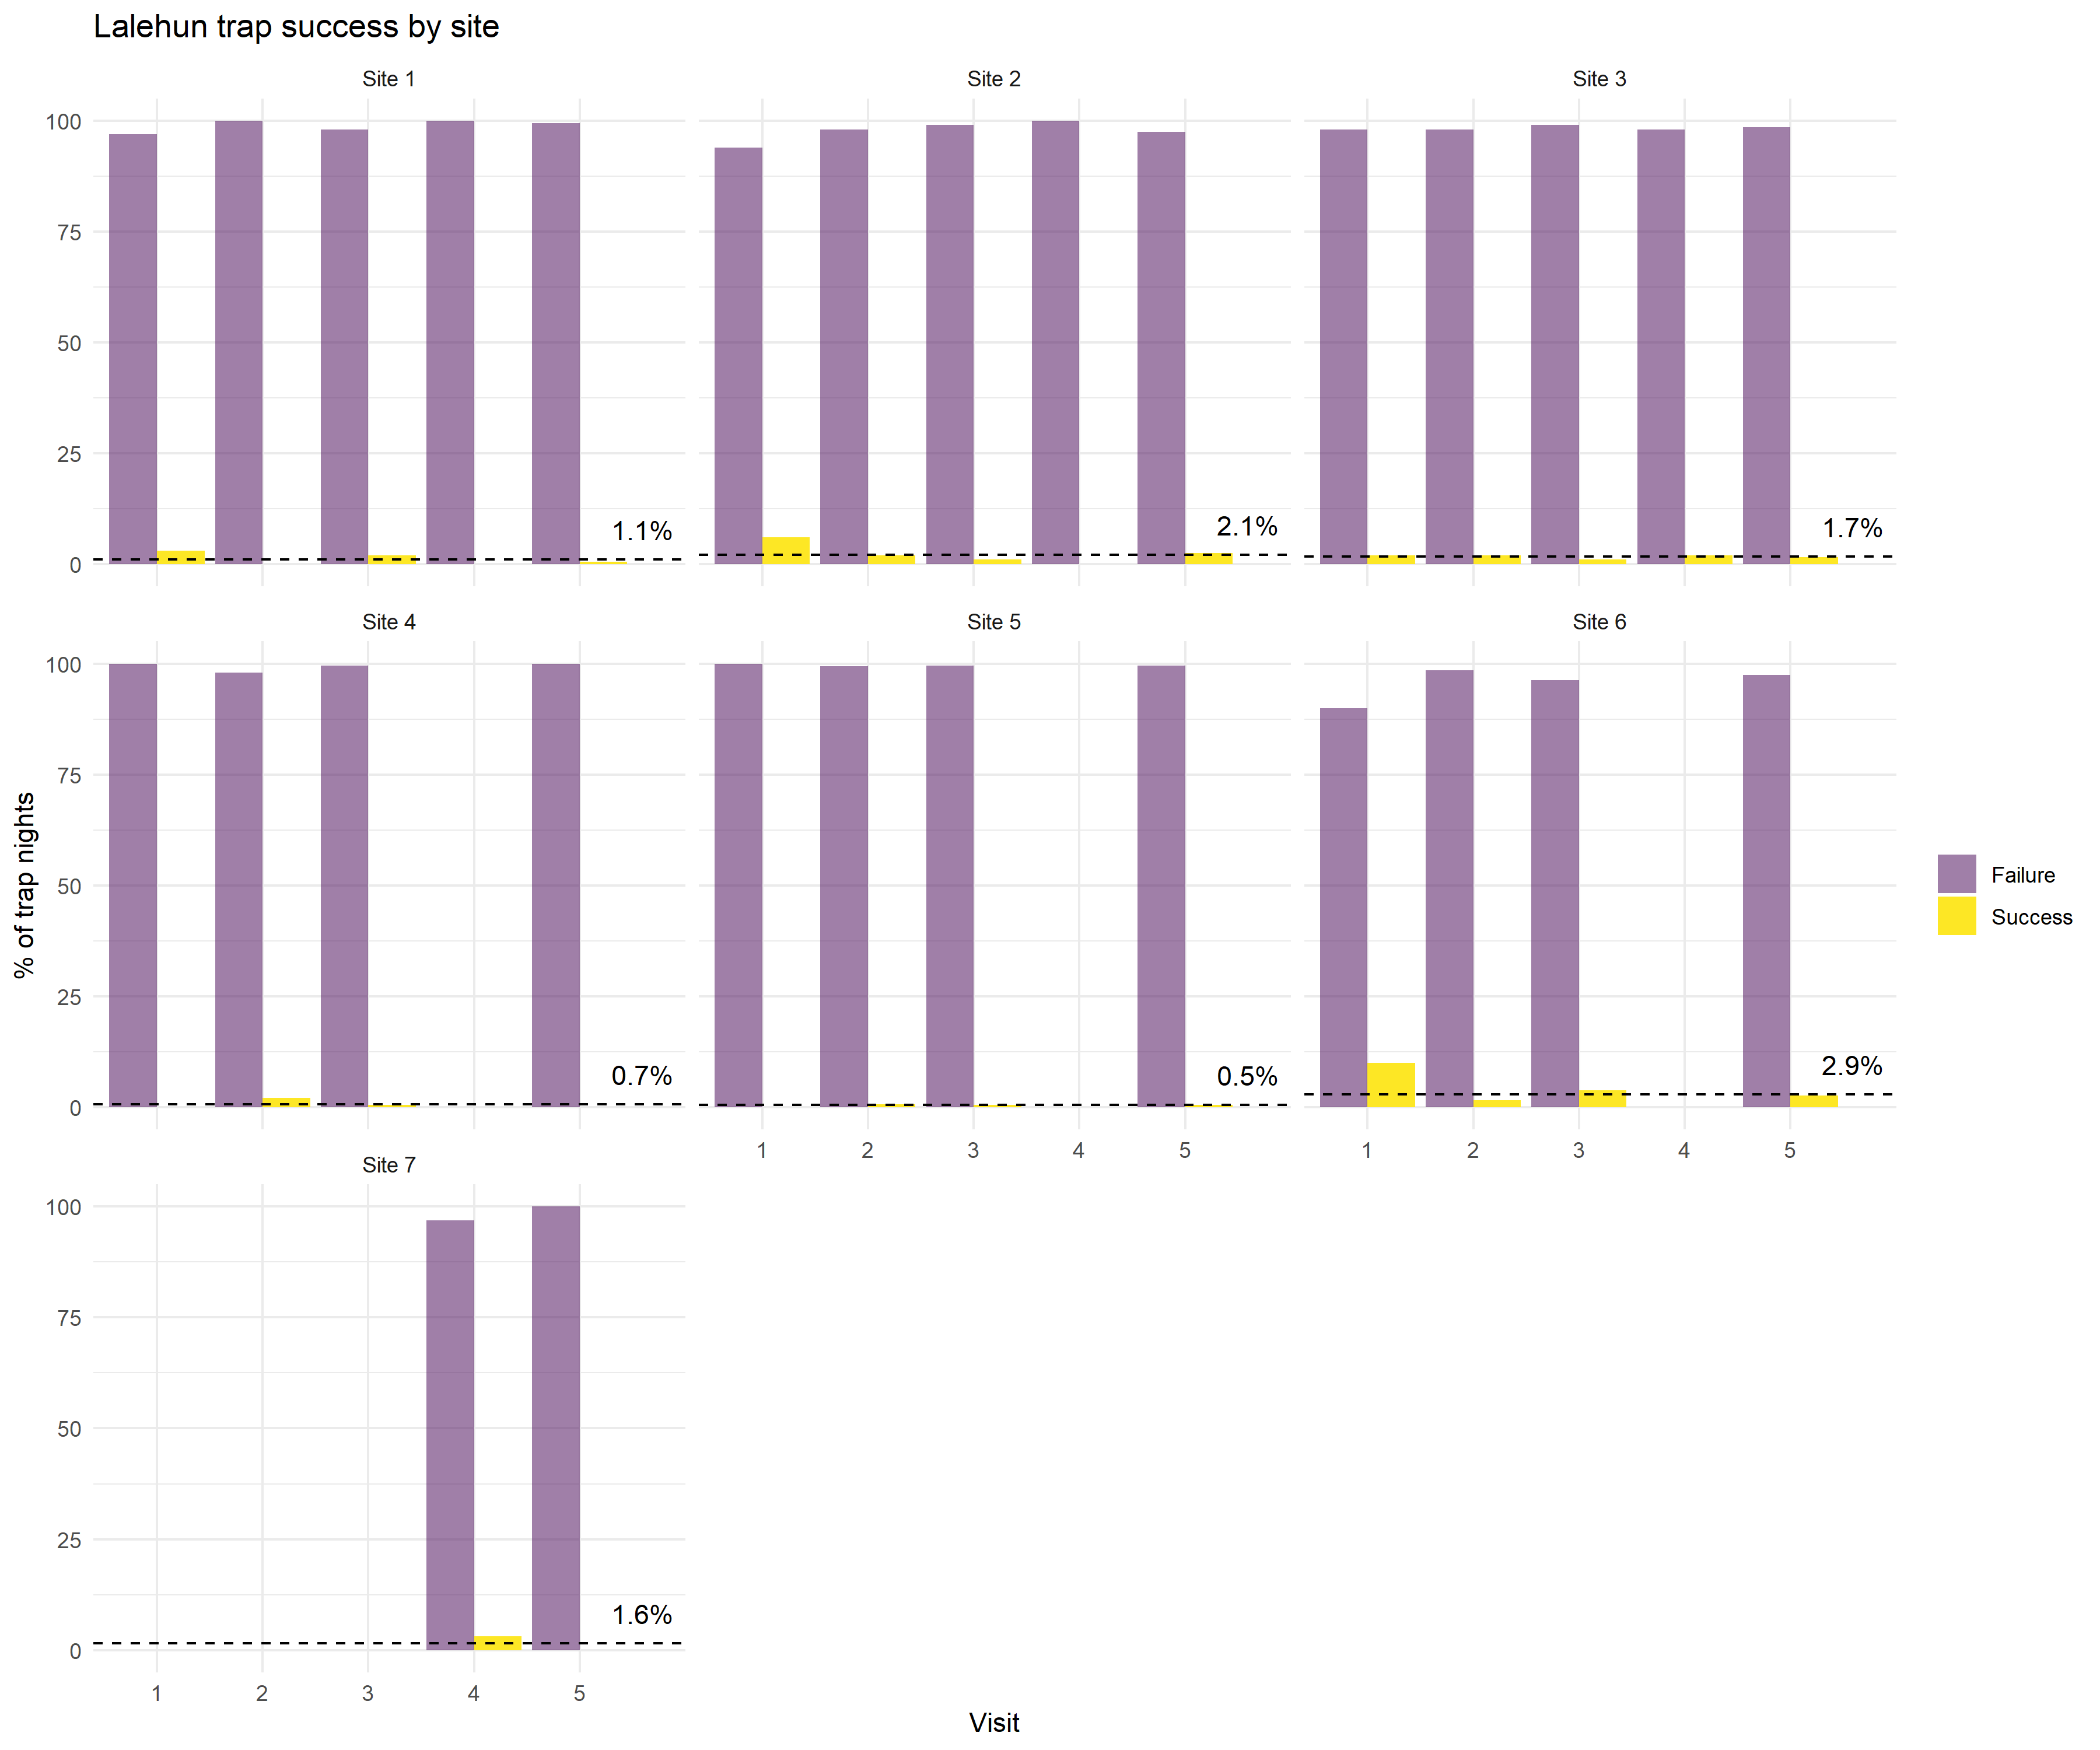 Lalehun trap success by site
Site 1
Site 2
Site 3
100
75
50
25
0
1.1%
2.1%
1.7%
Site 4
Site 5
Site 6
100
75
50
25
0
0.7%
0.5%
2.9%
1 2 3 4 5
1 2 3 4 5
Site 7
100
75
50
25
0
1.6%
1 2 3 4 5
% of trap nights
Visit
Failure
Success